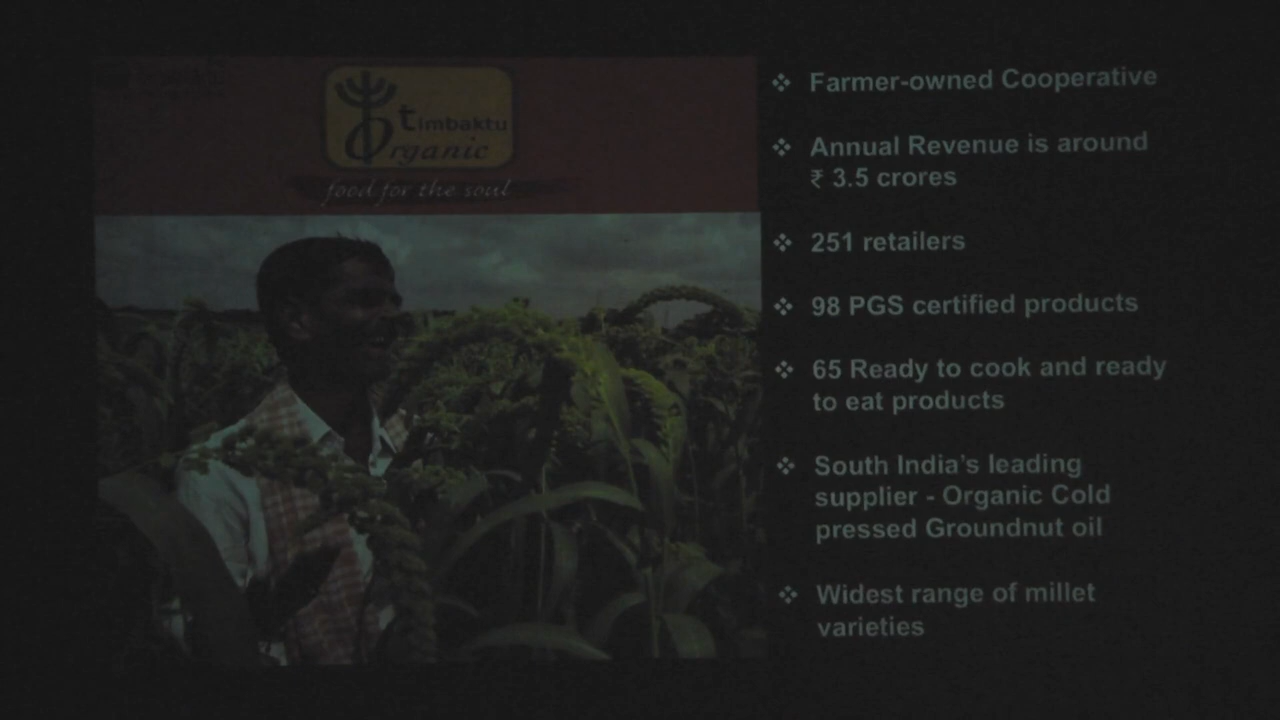 timbaktu
Organic
food for the soul
❖ Farmer-owned Cooperative
❖ Annual Revenue is around
₹ 3.5 crores
❖ 251 retailers
❖ 98 PGS certified products
❖ 65 Ready to cook and ready
to eat products
❖ South India's leading
supplier - Organic Cold
pressed Groundnut oil
❖ Widest range of millet
varieties